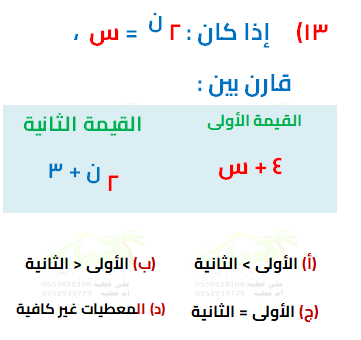 ١٣) إذا كان : ٢ ن = س ،
قارن بين :
القيمة الأولى القيمة الثانية
٤ + س ٢ ن + ٣
(أ) الأولى > الثانية (ب) الأولى < الثانية
(ج) الأولى = الثانية (د) المعطيات غير كافية